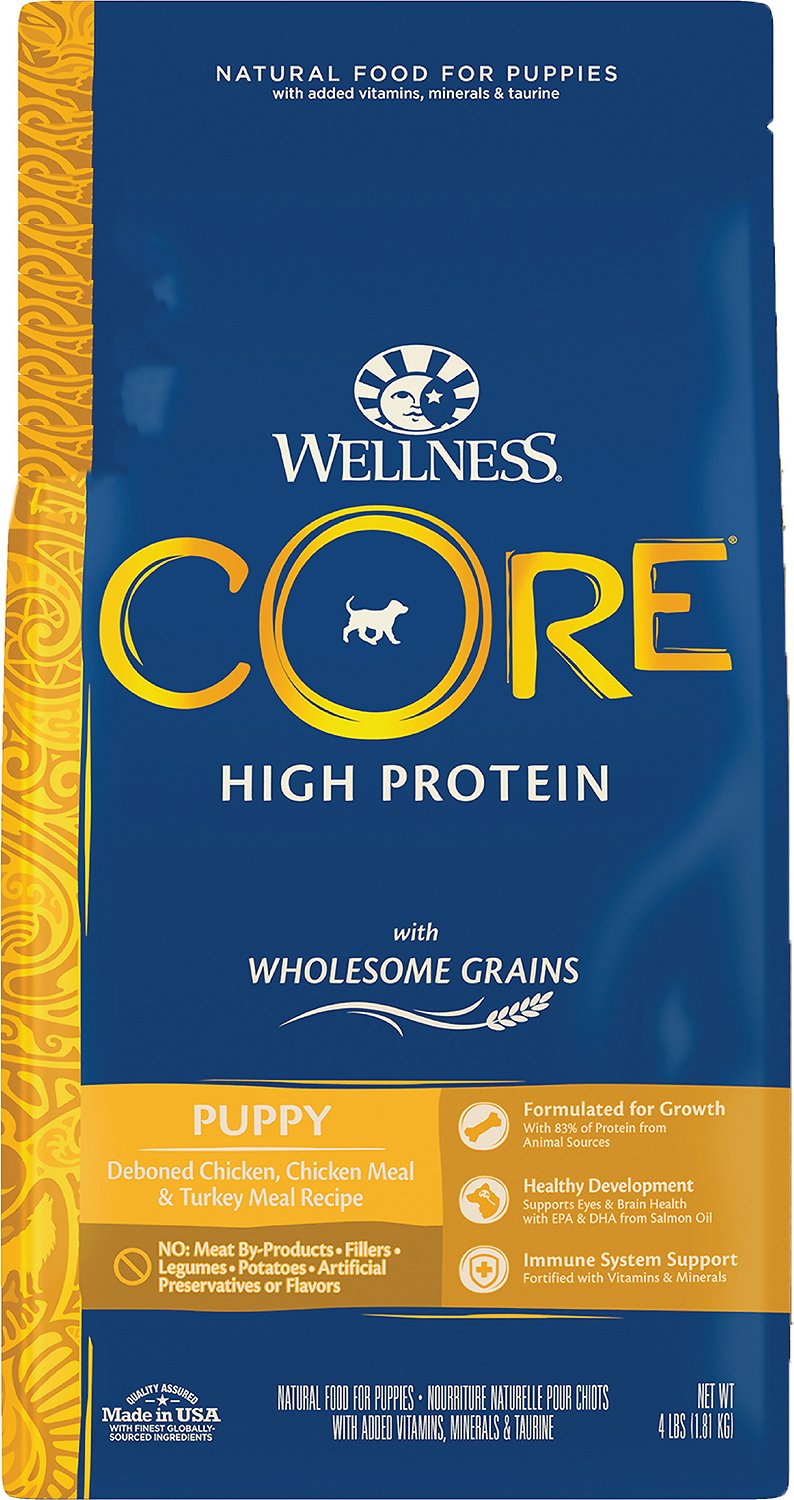 NATURAL FOOD FOR PUPPIES
with added vitamins, minerals & taurine
WELLNESS®
CORE®
HIGH PROTEIN
with
WHOLESOME GRAINS
PUPPY
Deboned Chicken, Chicken Meal
& Turkey Meal Recipe
NO: Meat By-Products • Fillers •
Legumes • Potatoes • Artificial
Preservatives or Flavors
Formulated for Growth
With 83% of Protein from
Animal Sources
Healthy Development
Supports Eyes & Brain Health
with EPA & DHA from Salmon Oil
Immune System Support
Fortified with Vitamins & Minerals
QUALITY ASSURED
Made in USA
WITH FINEST GLOBALLY-
SOURCED INGREDIENTS
NATURAL FOOD FOR PUPPIES • NOURRITURE NATURELLE POUR CHIOTS
WITH ADDED VITAMINS, MINERALS & TAURINE
NET WT
4 LBS (1.81 KG)